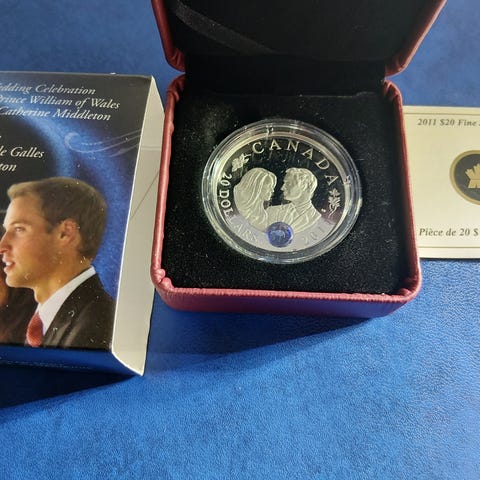 edding Celebration
Prince William of Wales
Catherine Middleton
de Galles
ton
CANADA
20 DOLLARS 2011
2011 $20 Fine
Pièce de 20 $